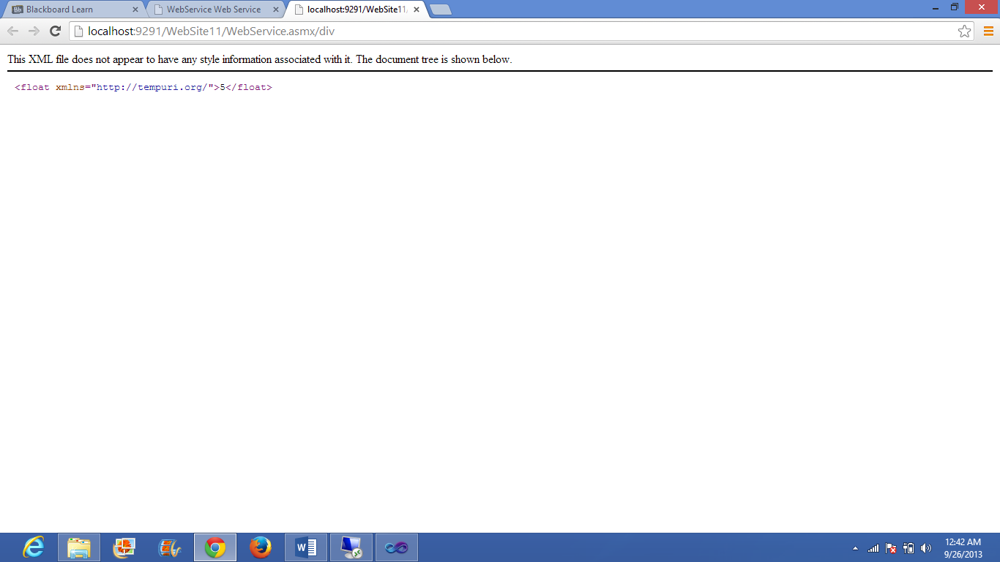 Blackboard Learn
WebService Web Service
localhost:9291/WebSite11/
localhost:9291/WebSite11/WebService.asmx/div
This XML file does not appear to have any style information associated with it. The document tree is shown below.
<float xmlns="http://tempuri.org/">5</float>
12:42 AM
9/26/2013